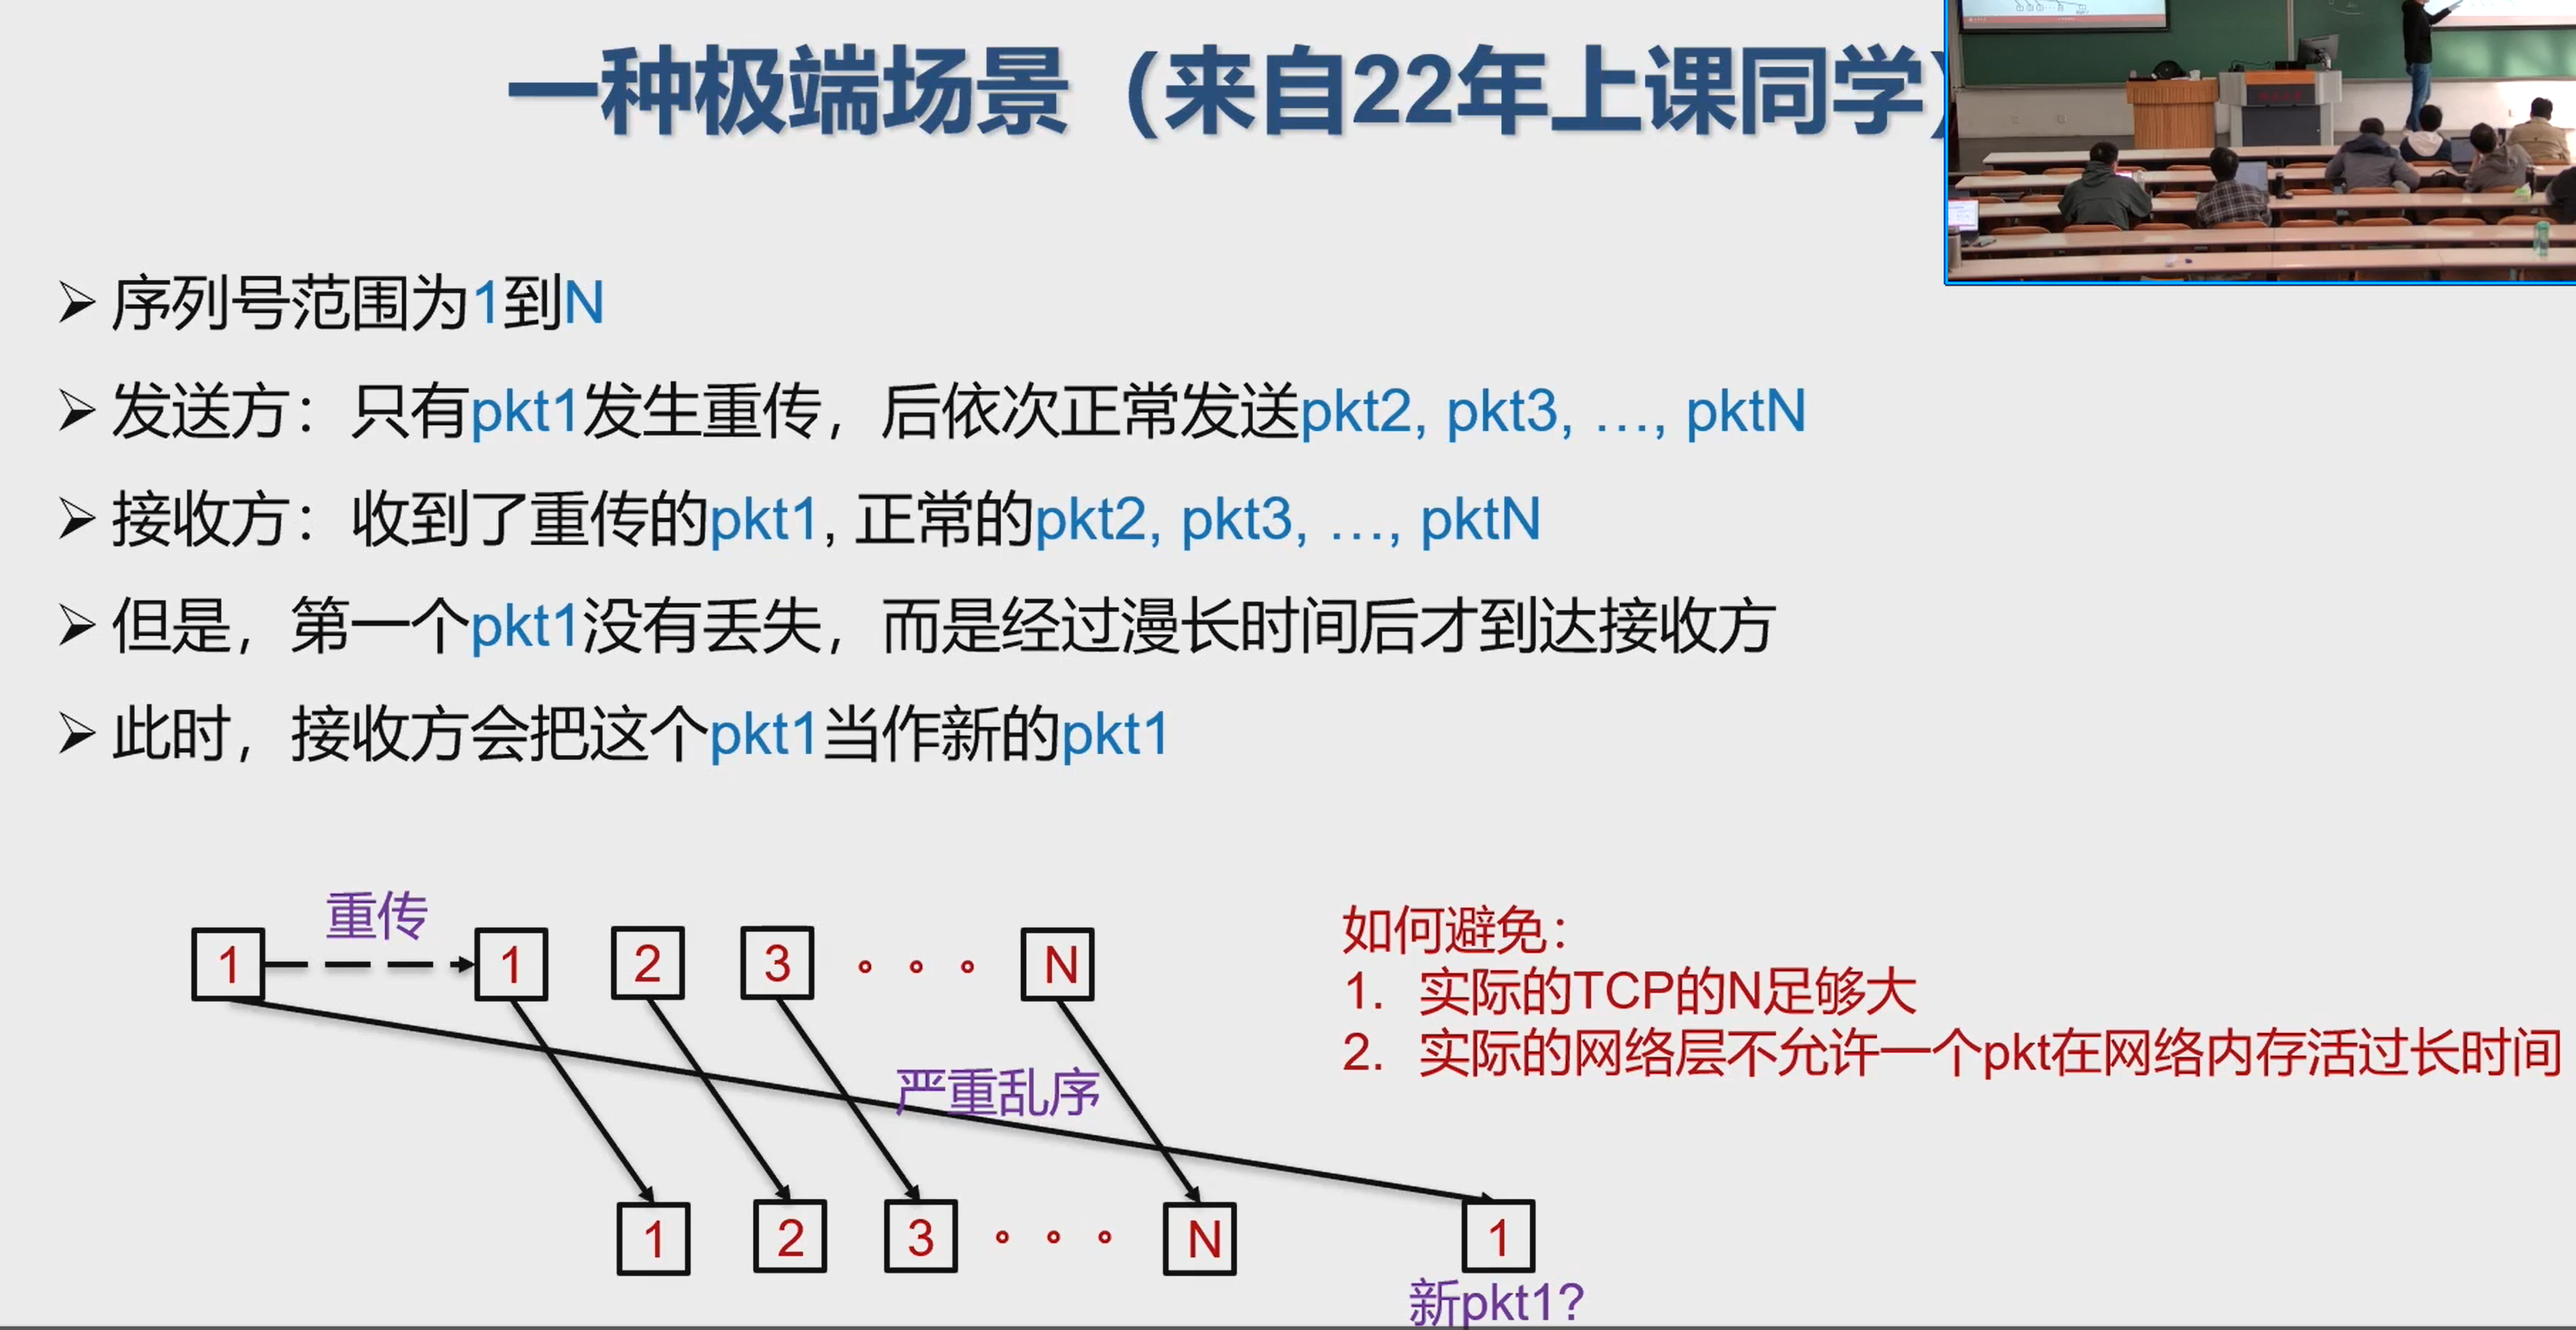 一种极端场景（来自22年上课同学）
序列号范围为1到N
发送方：只有pkt1发生重传，后依次正常发送pkt2, pkt3, …, pktN
接收方：收到了重传的pkt1, 正常的pkt2, pkt3, …, pktN
但是，第一个pkt1没有丢失，而是经过漫长时间后才到达接收方
此时，接收方会把这个pkt1当作新的pkt1
重传
1 1 2 3 N
严重乱序
1 2 3 N 1
新pkt1?
如何避免：
1. 实际的TCP的N足够大
2. 实际的网络层不允许一个pkt在网络内存活过长时间